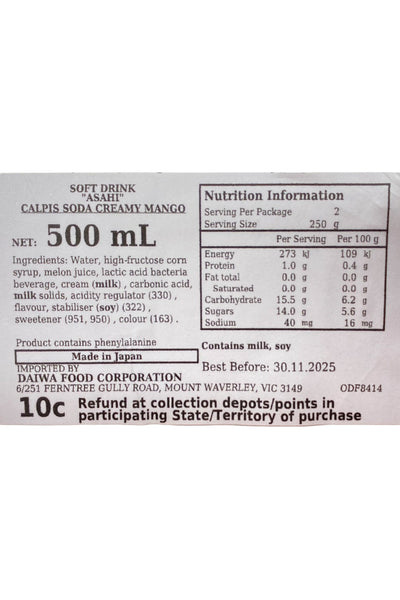 SOFT DRINK
"ASAHI"
CALPIS SODA CREAMY MANGO
NET: 500 mL
Ingredients: Water, high-fructose corn
syrup, melon juice, lactic acid bacteria
beverage, cream (milk) , carbonic acid,
milk solids, acidity regulator (330) ,
flavour, stabiliser (soy) (322) ,
sweetener (951, 950) , colour (163) .
Product contains phenylalanine
Made in Japan
IMPORTED BY
DAIWA FOOD CORPORATION
6/251 FERNTREE GULLY ROAD, MOUNT WAVERLEY, VIC 3149
Nutrition Information
Serving Per Package 2
Serving Size 250 g
Per Serving Per 100 g
Energy 273 kj 109 kj
Protein 1.0 g 0.4 g
Fat total 0.0 g 0.0 g
Saturated 0.0 g 0.0 g
Carbohydrate 15.5 g 6.2 g
Sugars 14.0 g 5.6 g
Sodium 40 mg 16 mg
Contains milk, soy
Best Before: 30.11.2025
ODF8414
10c Refund at collection depots/points in
participating State/Territory of purchase